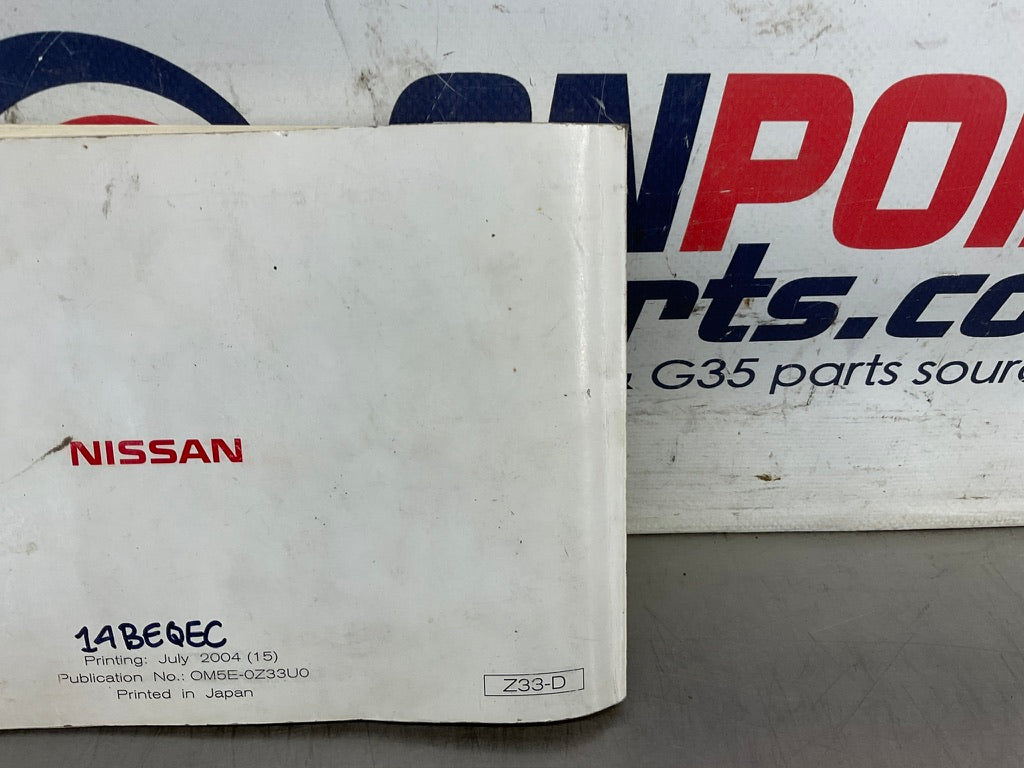 ONPOI
rts.co
& G35 parts sour
NISSAN
14BEQEC
Printing: July 2004 (15)
Publication No.: OM5E-0Z33U0
Printed in Japan
Z33-D